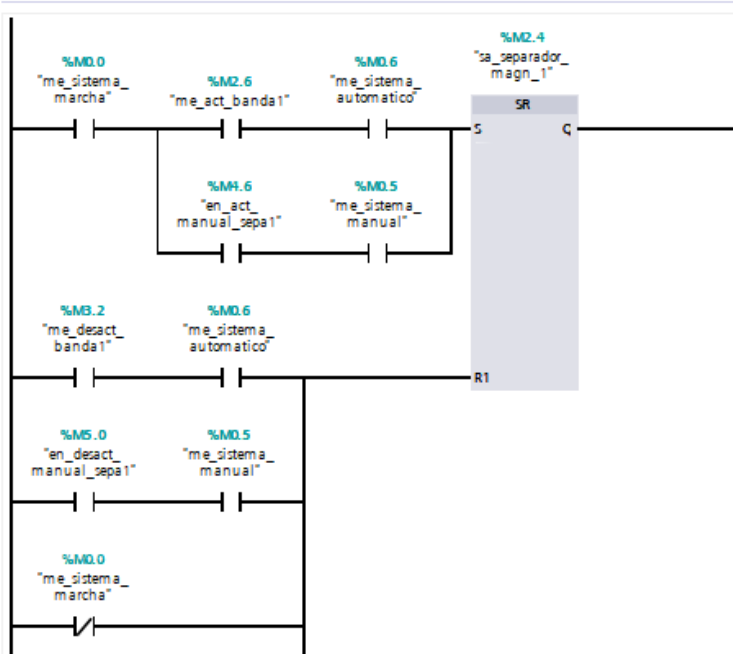 %M2.4
"sa_separador_
magn_1"
%M0.0
"me_sistema_
marcha"
%M2.6
"me_act_banda1"
%M0.6
"me_sistema_
automatico"
SR
S
Q
%M4.6
"en_act_
manual_sepa1"
%M0.5
"me_sistema_
manual"
%M3.2
"me_desact_
banda1"
%M0.6
"me_sistema_
automatico"
R1
%M5.0
"en_desact_
manual_sepa1"
%M0.5
"me_sistema_
manual"
%M0.0
"me_sistema_
marcha"